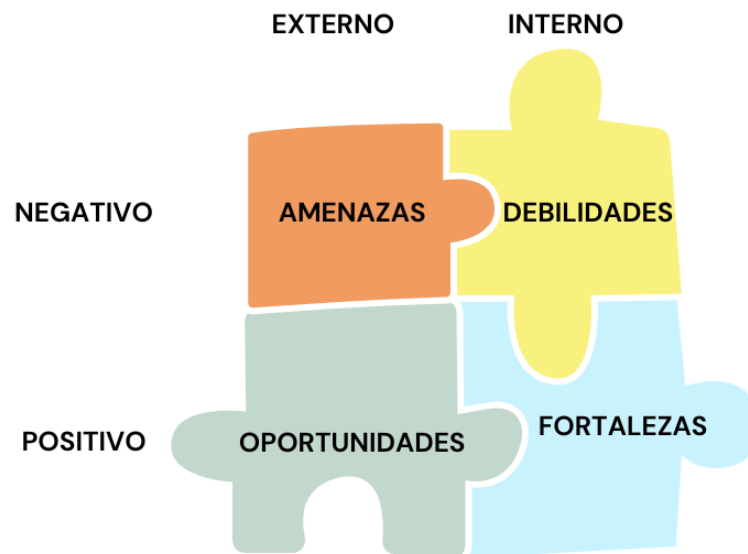 EXTERNO
INTERNO
NEGATIVO
AMENAZAS
DEBILIDADES
POSITIVO
OPORTUNIDADES
FORTALEZAS